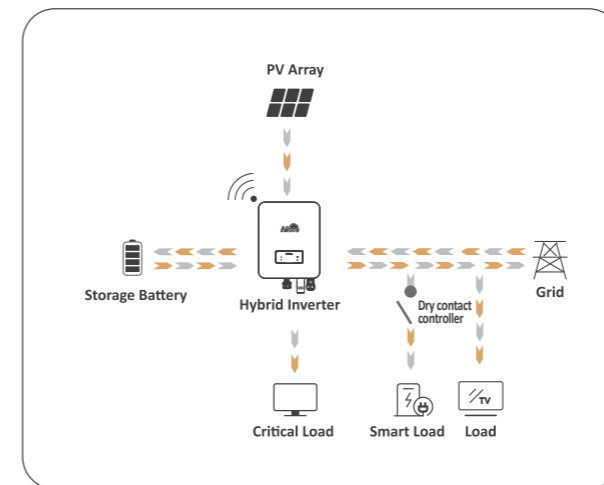 PV Array
Storage Battery
Hybrid Inverter
Grid
Dry contact
controller
TV
Critical Load
Smart Load
Load